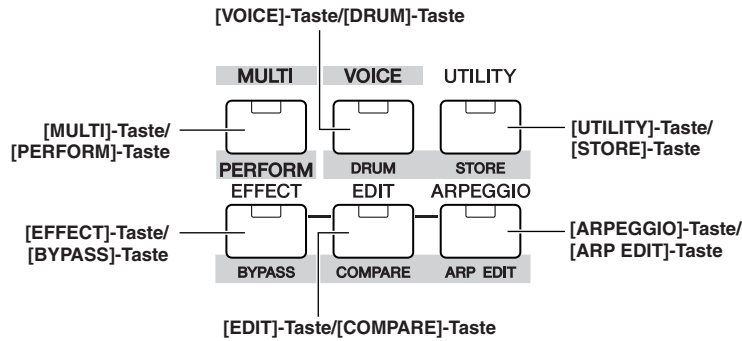 [VOICE]-Taste/[DRUM]-Taste
MULTI VOICE UTILITY
[MULTI]-Taste/
[PERFORM]-Taste
[UTILITY]-Taste/
[STORE]-Taste
PERFORM DRUM STORE
EFFECT EDIT ARPEGGIO
[EFFECT]-Taste/
[BYPASS]-Taste
[ARPEGGIO]-Taste/
[ARP EDIT]-Taste
BYPASS COMPARE ARP EDIT
[EDIT]-Taste/[COMPARE]-Taste